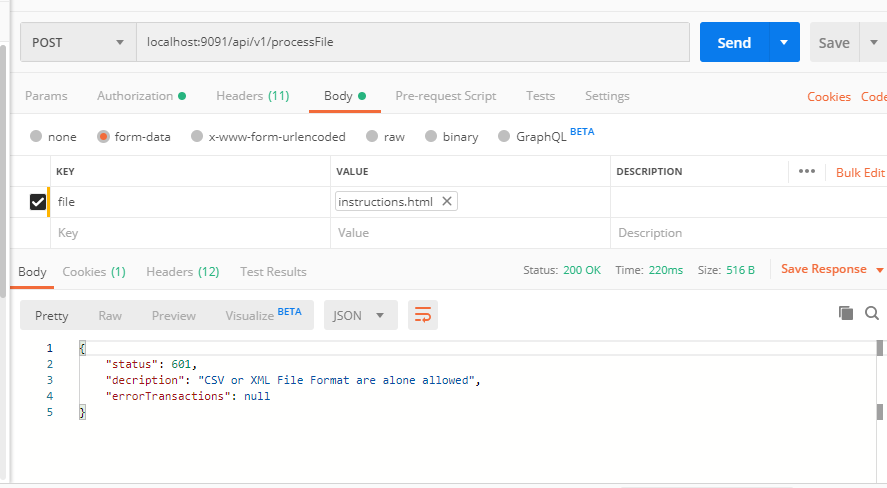 POST localhost:9091/api/v1/processFile Send Save
Params Authorization Headers (11) Body Pre-request Script Tests Settings Cookies Code
none form-data x-www-form-urlencoded raw binary GraphQL BETA
KEY VALUE DESCRIPTION ••• Bulk Edit
file instructions.html
Key Value Description
Body Cookies (1) Headers (12) Test Results Status: 200 OK Time: 220ms Size: 516 B Save Response
Pretty Raw Preview Visualize BETA JSON
1 {
2 "status": 601,
3 "decription": "CSV or XML File Format are alone allowed",
4 "errorTransactions": null
5 }